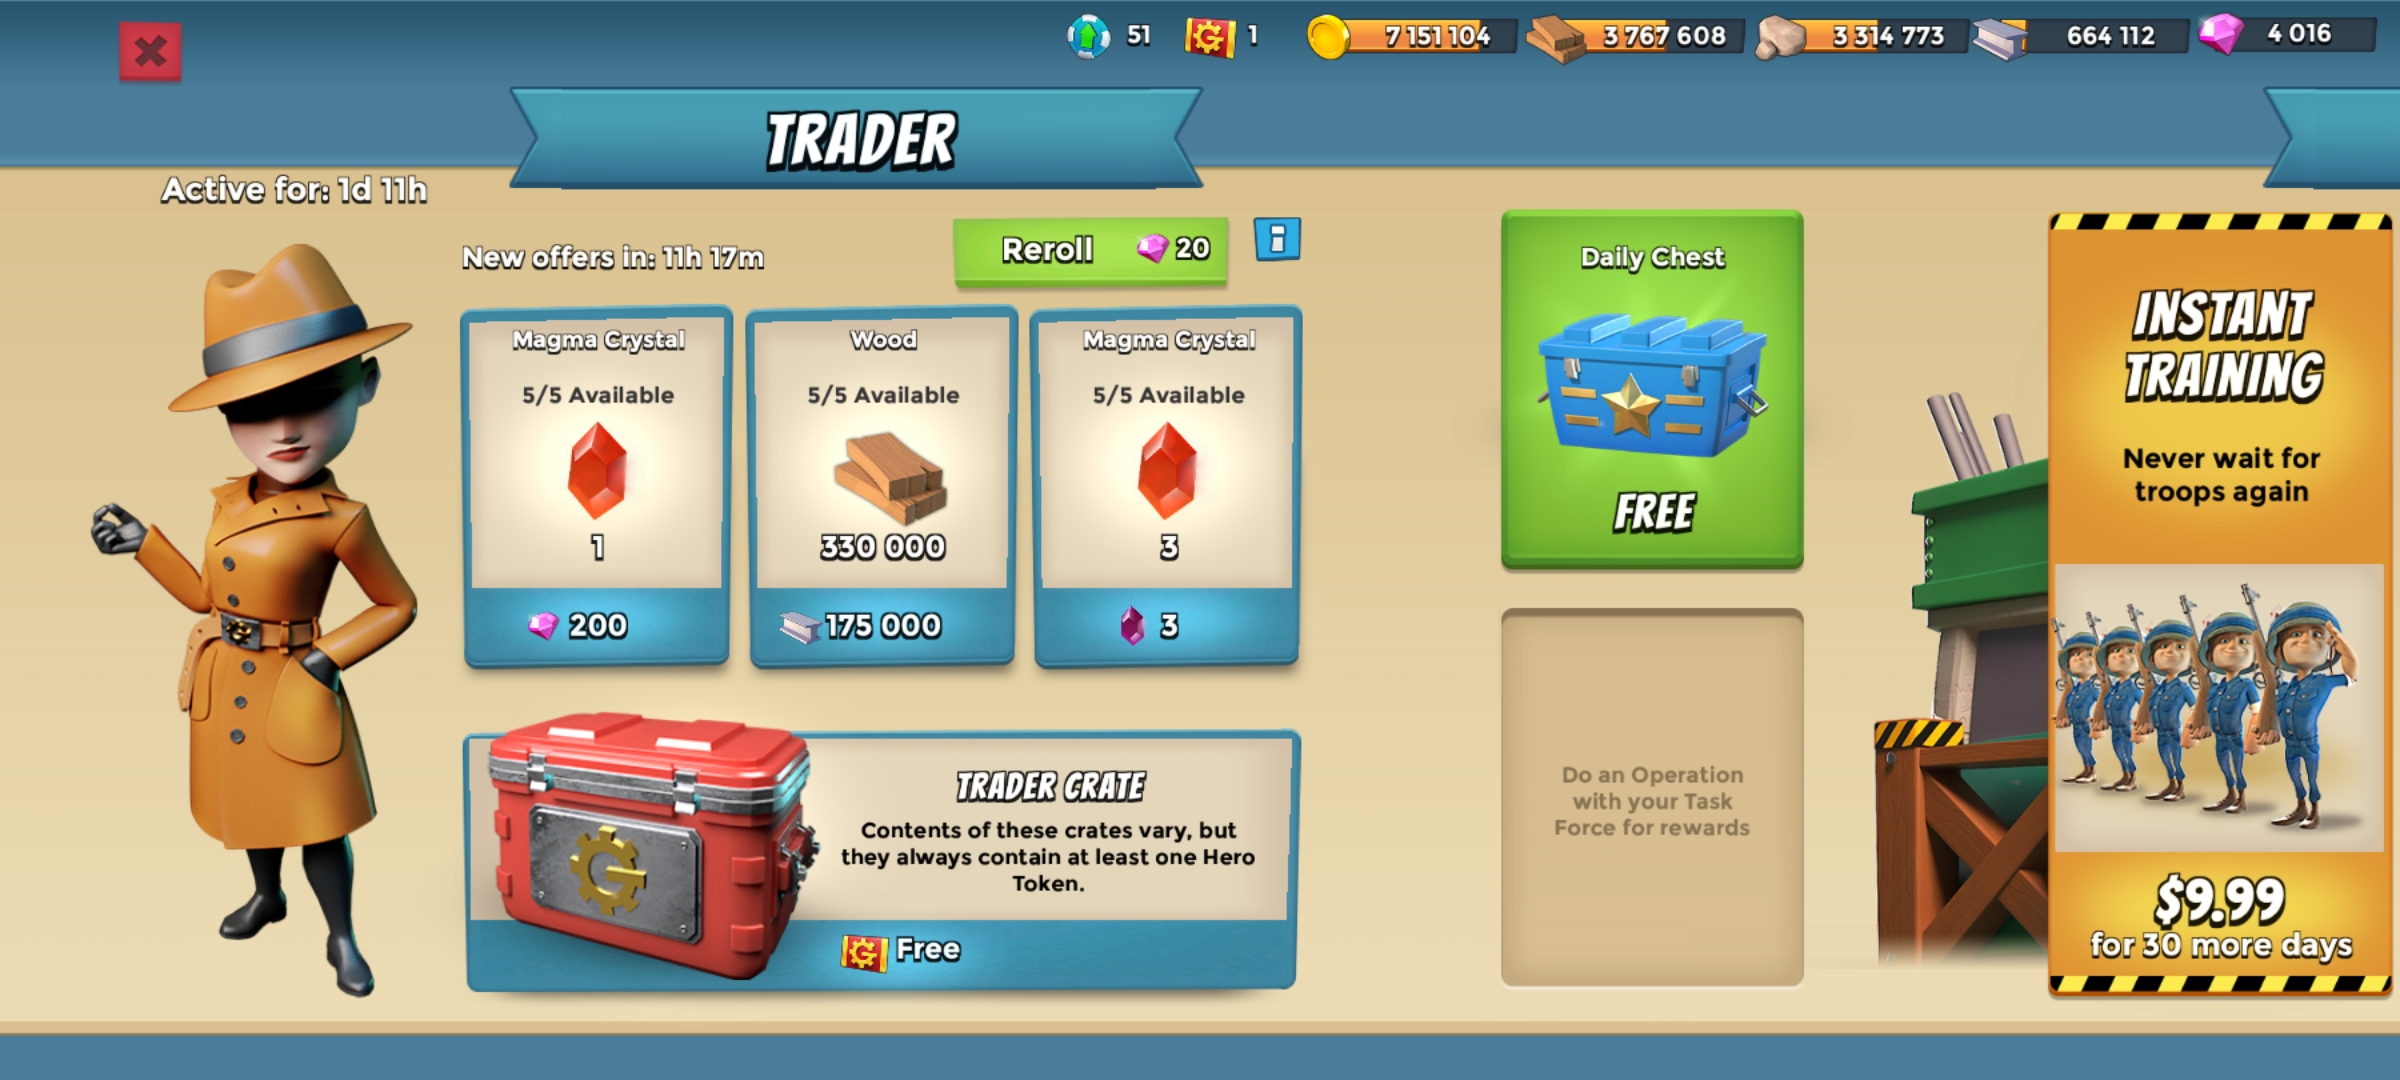 51
1
7 151 104
3 767 608
3 314 773
664 112
4 016
TRADER
Active for: 1d 11h
New offers in: 11h 17m
Reroll 20
Magma Crystal
5/5 Available
1
200
Wood
5/5 Available
330 000
175 000
Magma Crystal
5/5 Available
3
3
TRADER CRATE
Contents of these crates vary, but
they always contain at least one Hero
Token.
Free
Daily Chest
FREE
Do an Operation
with your Task
Force for rewards
INSTANT
TRAINING
Never wait for
troops again
$9.99
for 30 more days